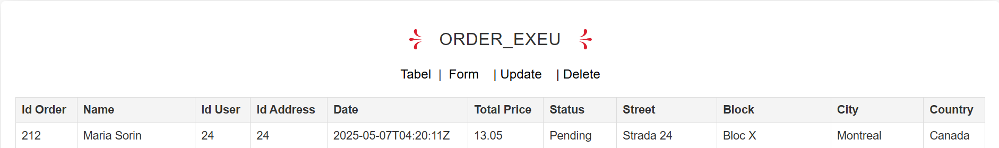 ORDER_EXEU
Tabel | Form | Update | Delete
Id Order Name Id User Id Address Date Total Price Status Street Block City Country
212 Maria Sorin 24 24 2025-05-07T04:20:11Z 13.05 Pending Strada 24 Bloc X Montreal Canada